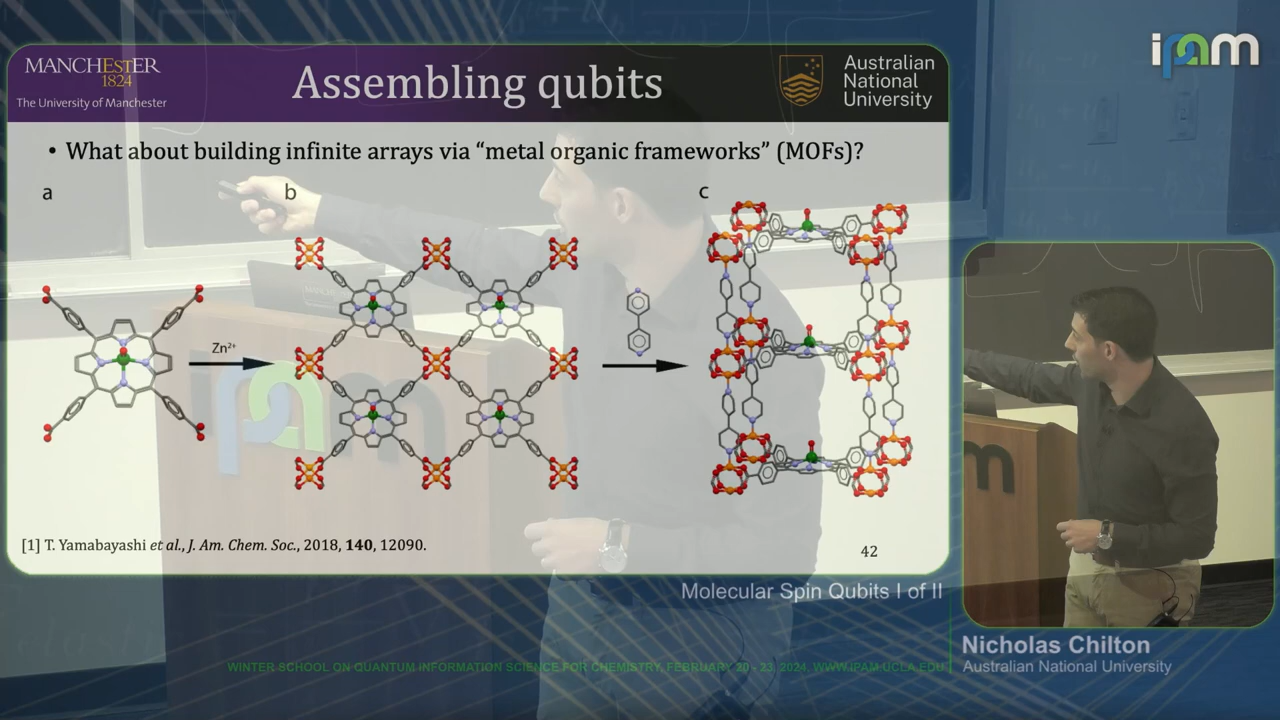 MANCHESTER
1824
The University of Manchester
Assembling qubits
Australian
National
University
ipam
• What about building infinite arrays via “metal organic frameworks” (MOFs)?
a
b
c
Zn²⁺
[1] T. Yamabayashi et al., J. Am. Chem. Soc., 2018, 140, 12090.
42
Molecular Spin Qubits I of II
Nicholas Chilton
Australian National University
WINTER SCHOOL ON QUANTUM INFORMATION SCIENCE FOR CHEMISTRY, FEBRUARY 20 - 23, 2024, WWW.IPAM.UCLA.EDU